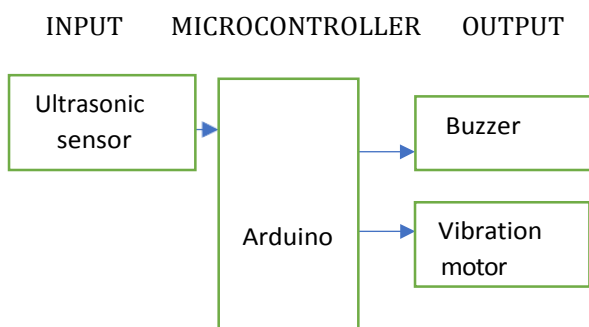 INPUT MICROCONTROLLER OUTPUT
Ultrasonic
sensor
Buzzer
Arduino
Vibration
motor